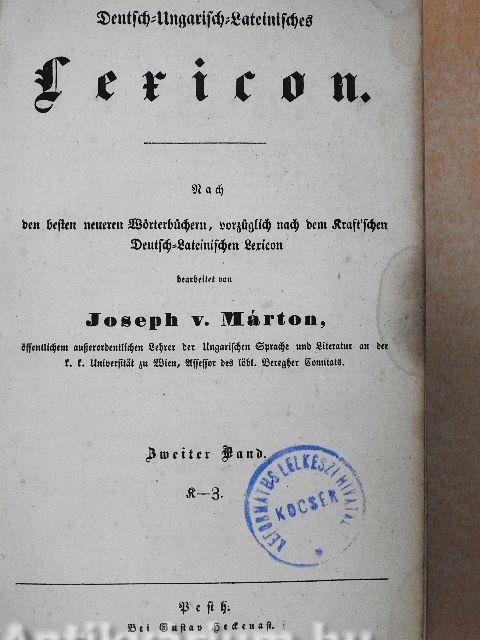 Deutsch-Ungarisch-Lateinisches
Lexicon.
Nach
den besten neueren Wörterbüchern, vorzüglich nach dem Kraft'schen
Deutsch-Lateinischen Lexicon
bearbeitet von
Joseph v. Márton,
öffentlichem außerordentlichen Lehrer der Ungarischen Sprache und Literatur an der
k. k. Universität zu Wien, Assessor des löbl. Beregher Comitats.
Zweiter Band.
K—Z.
REFORMÁTUS LELKÉSZI HIVATAL
KOCSÉR
Pesth.
Bei Gustav Heckenast.